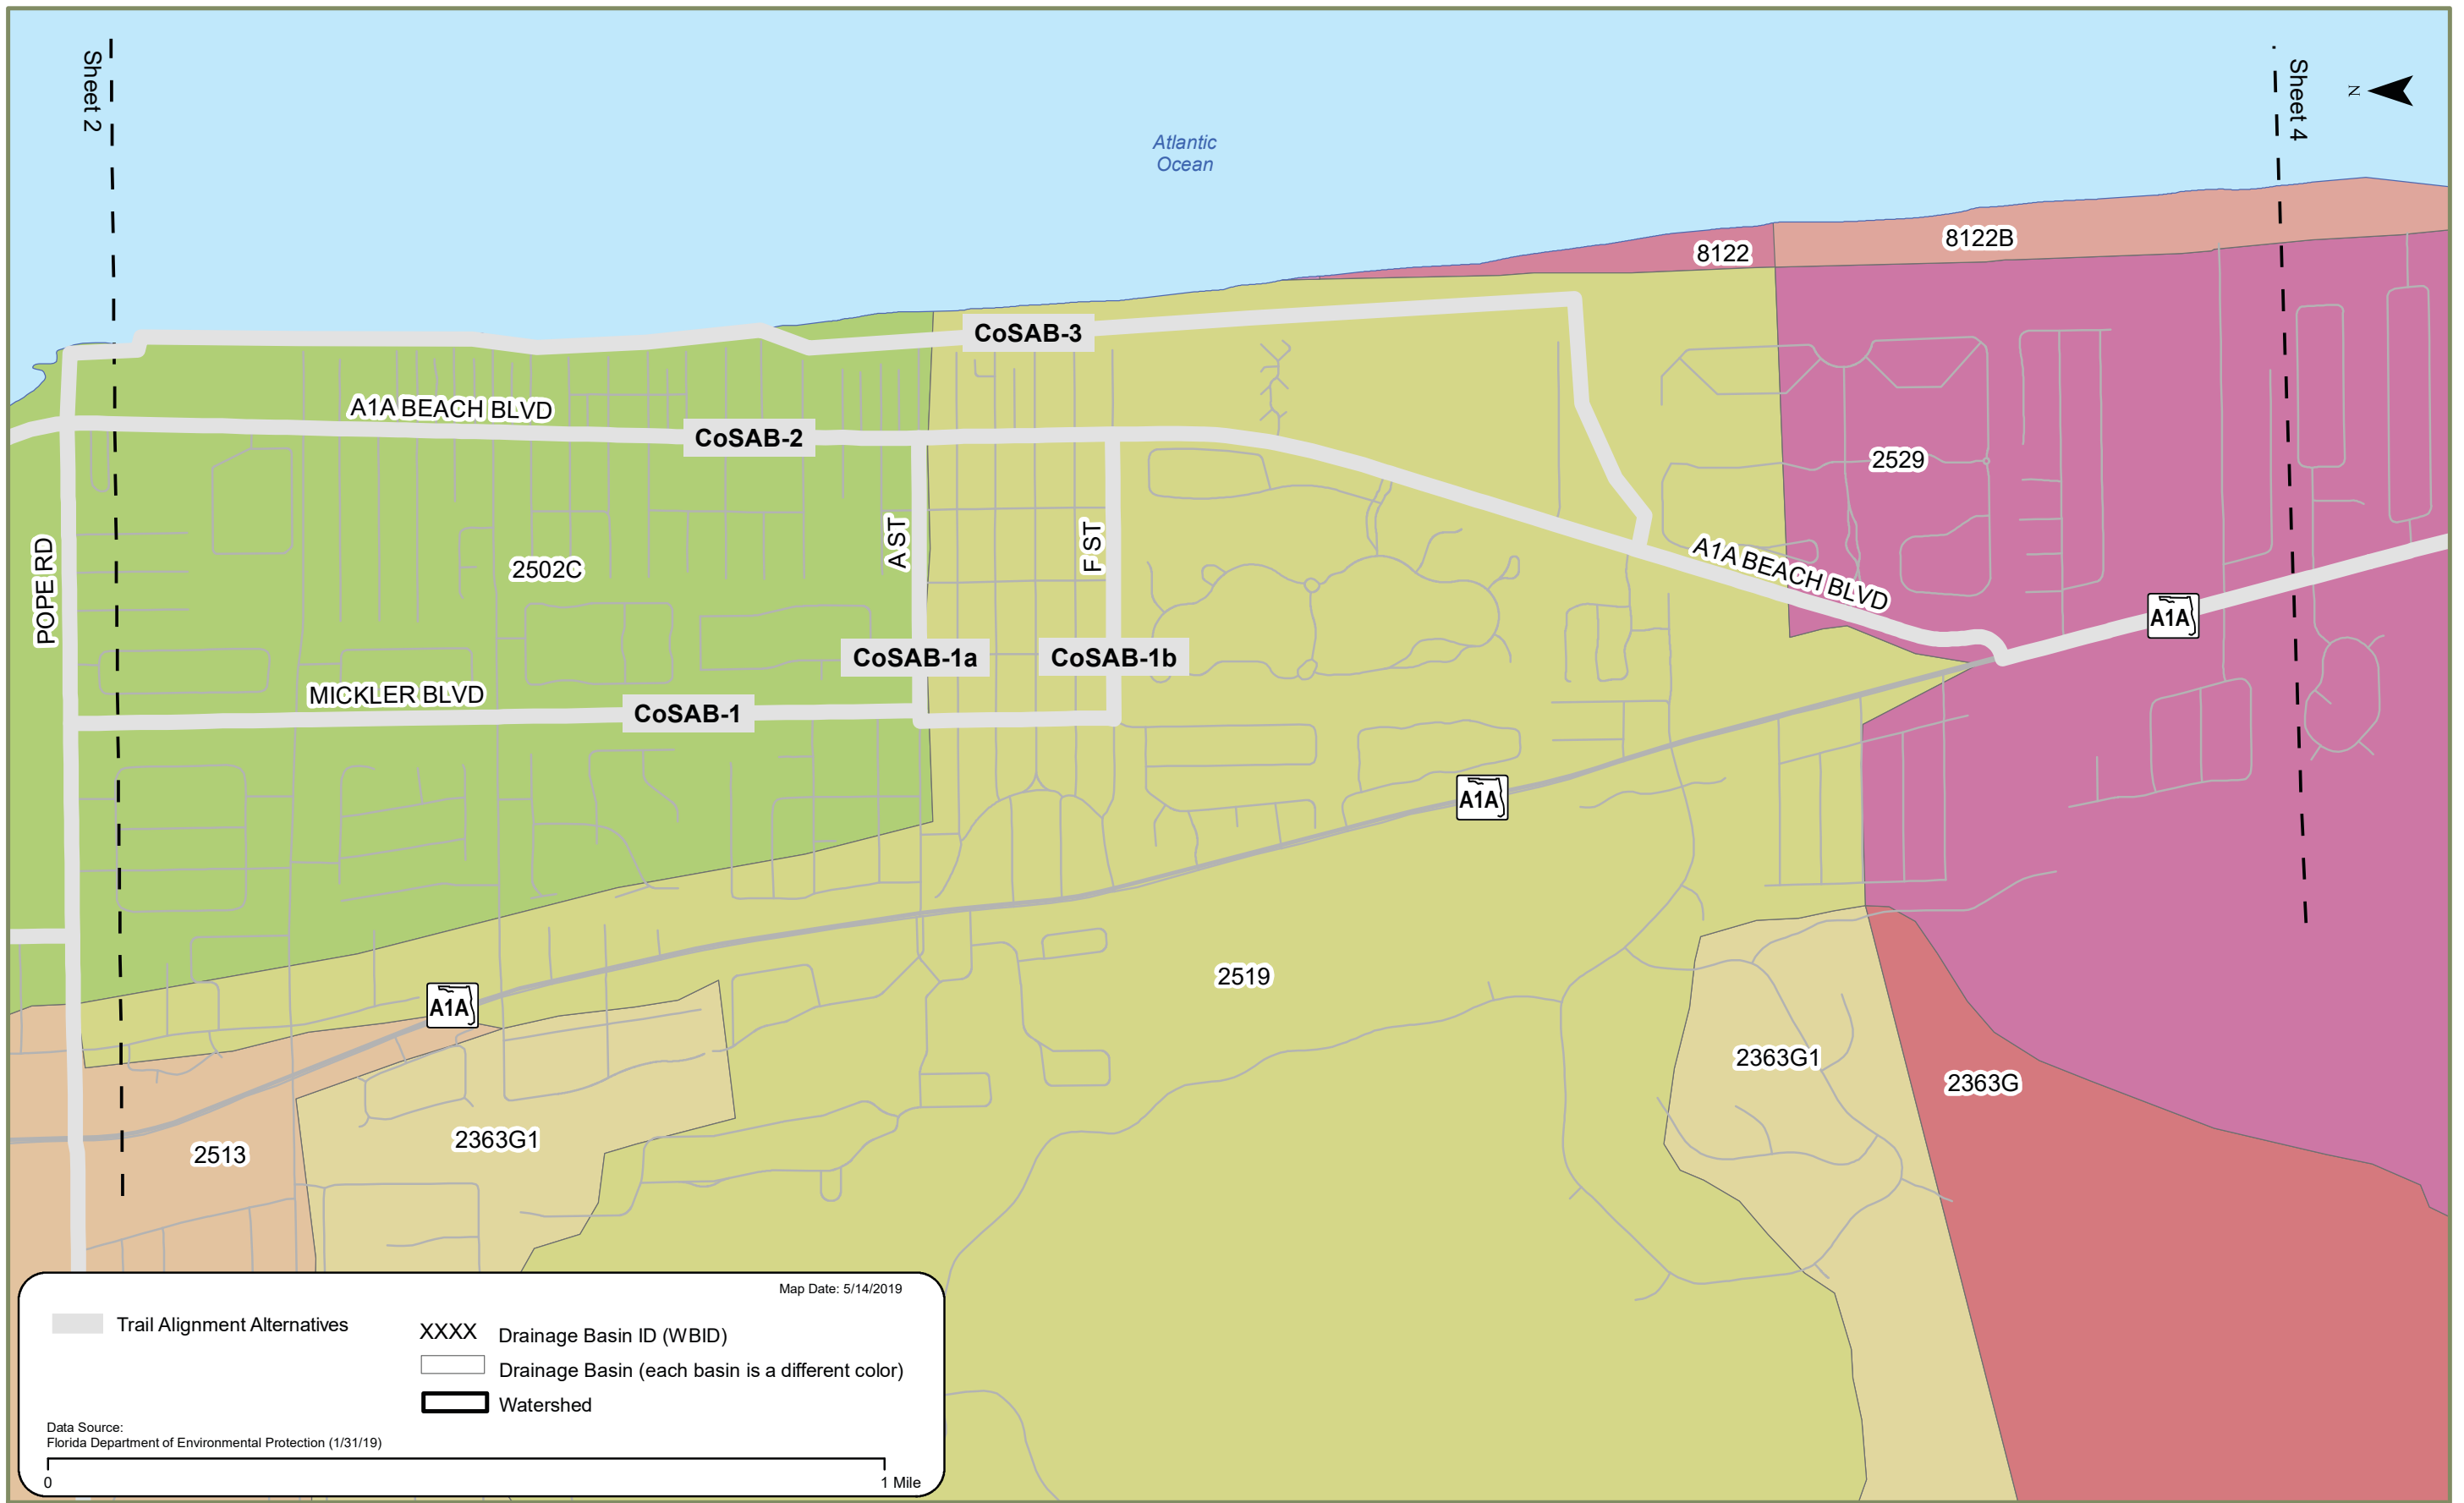 Sheet 2
Sheet 4
N
Atlantic
Ocean
8122
8122B
CoSAB-3
A1A BEACH BLVD
CoSAB-2
2529
POPE RD
2502C
A ST
F ST
A1A BEACH BLVD
A1A
CoSAB-1a
CoSAB-1b
MICKLER BLVD
CoSAB-1
A1A
2519
A1A
2363G1
2363G
2363G1
2513
Map Date: 5/14/2019
Trail Alignment Alternatives
XXXX Drainage Basin ID (WBID)
Drainage Basin (each basin is a different color)
Watershed
Data Source:
Florida Department of Environmental Protection (1/31/19)
0 1 Mile